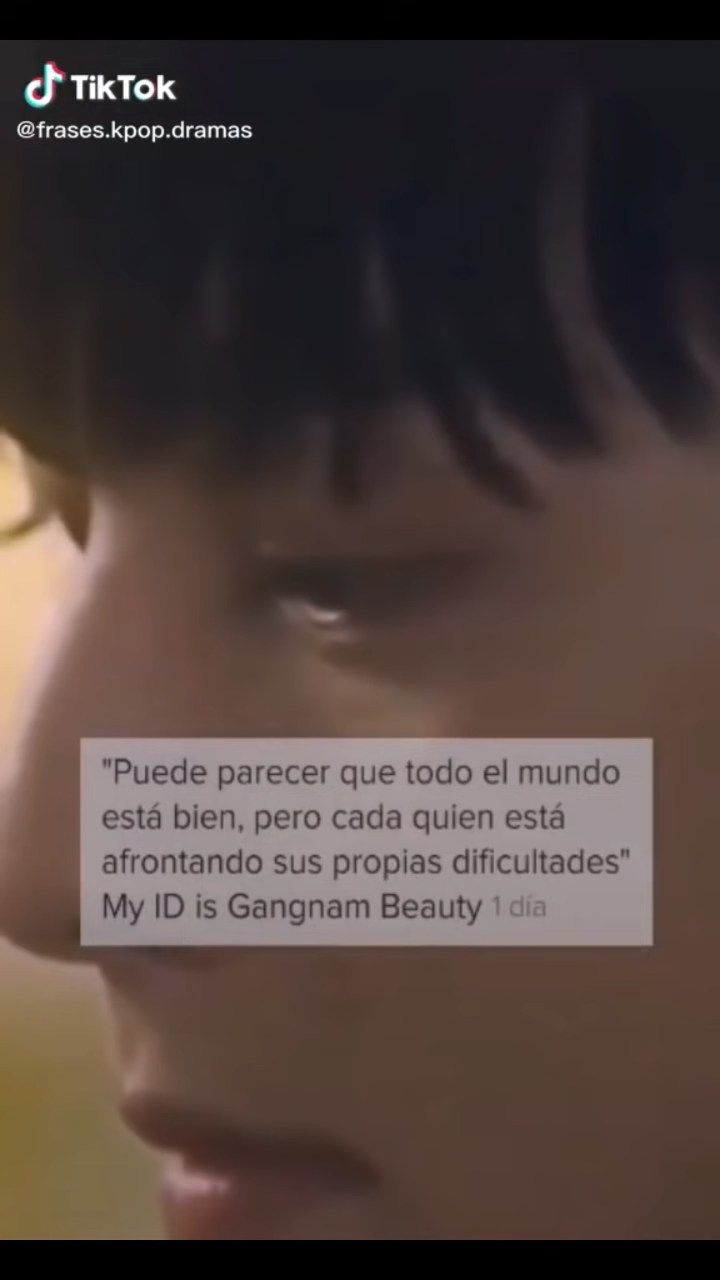 TikTok
@frases.kpop.dramas
"Puede parecer que todo el mundo
está bien, pero cada quien está
afrontando sus propias dificultades"
My ID is Gangnam Beauty 1 día